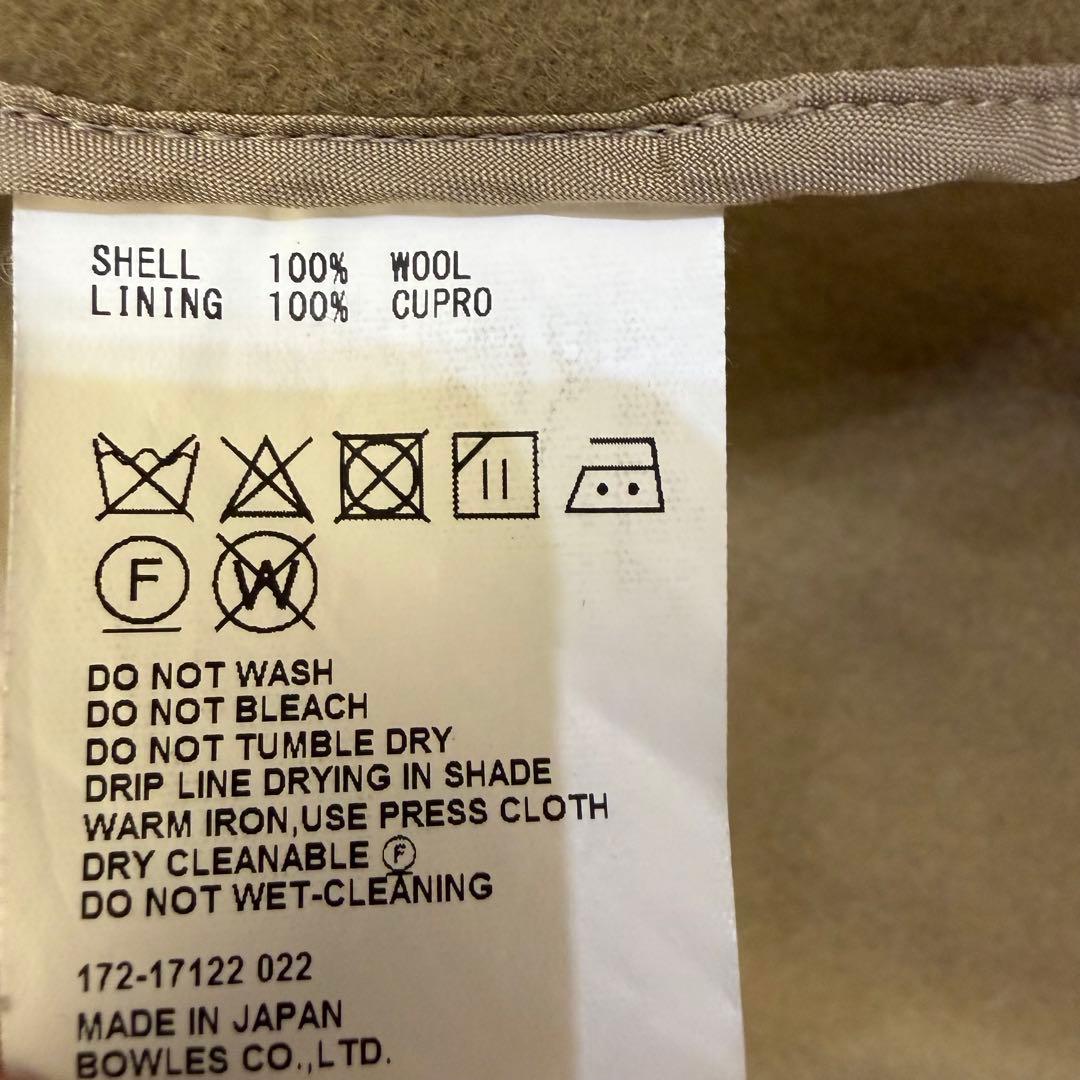 SHELL 100% WOOL
LINING 100% CUPRO
F W
DO NOT WASH
DO NOT BLEACH
DO NOT TUMBLE DRY
DRIP LINE DRYING IN SHADE
WARM IRON,USE PRESS CLOTH
DRY CLEANABLE Ⓕ
DO NOT WET-CLEANING
172-17122 022
MADE IN JAPAN
BOWLES CO.,LTD.